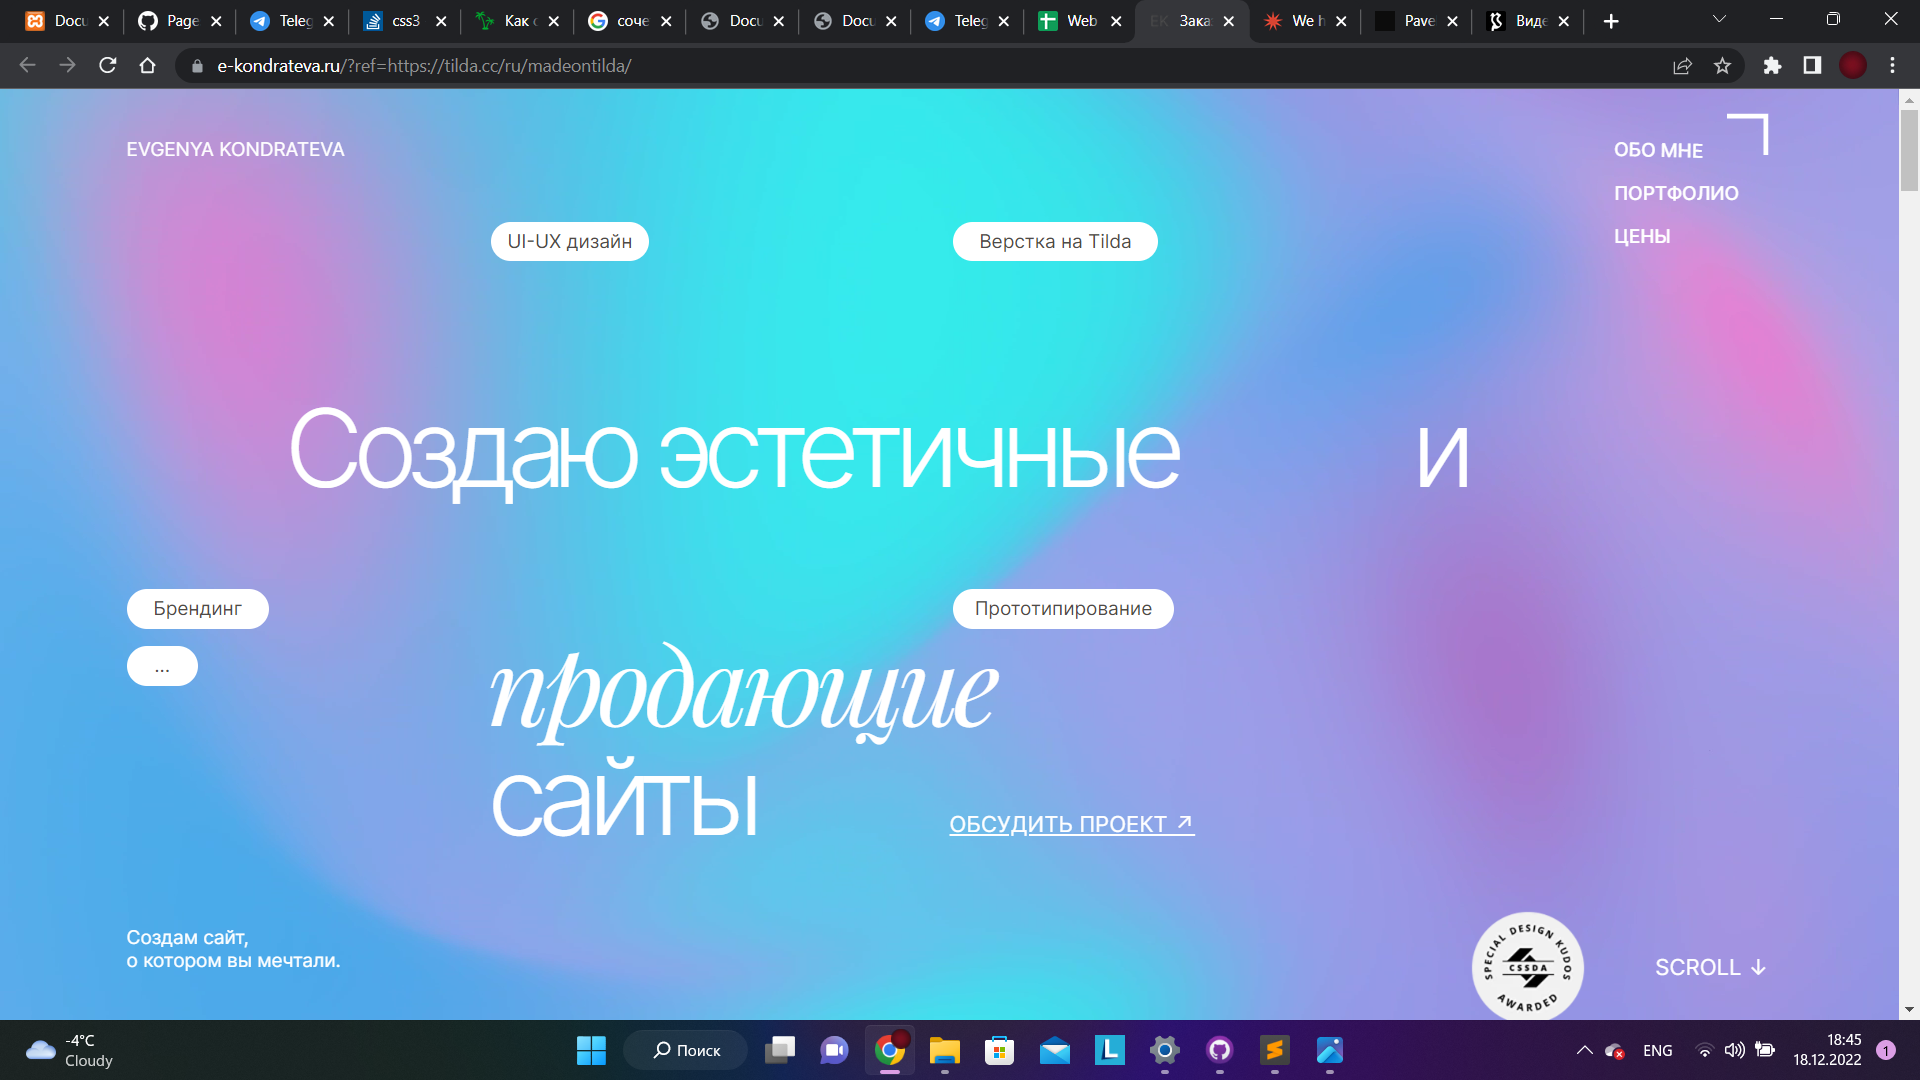 Docu
Page
Teleg
css3
Как с
соче
Docu
Docu
Teleg
Web
EK
Зака
We h
Pave
Виде
e-kondrateva.ru/?ref=https://tilda.cc/ru/madeontilda/
EVGENYA KONDRATEVA
ОБО МНЕ
ПОРТФОЛИО
ЦЕНЫ
UI-UX дизайн
Верстка на Tilda
Создаю эстетичные и
Брендинг
Прототипирование
...
продающие
сайты
ОБСУДИТЬ ПРОЕКТ ↗
Создам сайт,
о котором вы мечтали.
SPECIAL DESIGN KUDOS
CSSDA
AWARDED
SCROLL ↓
-4°C
Cloudy
Поиск
ENG
18:45
18.12.2022
1